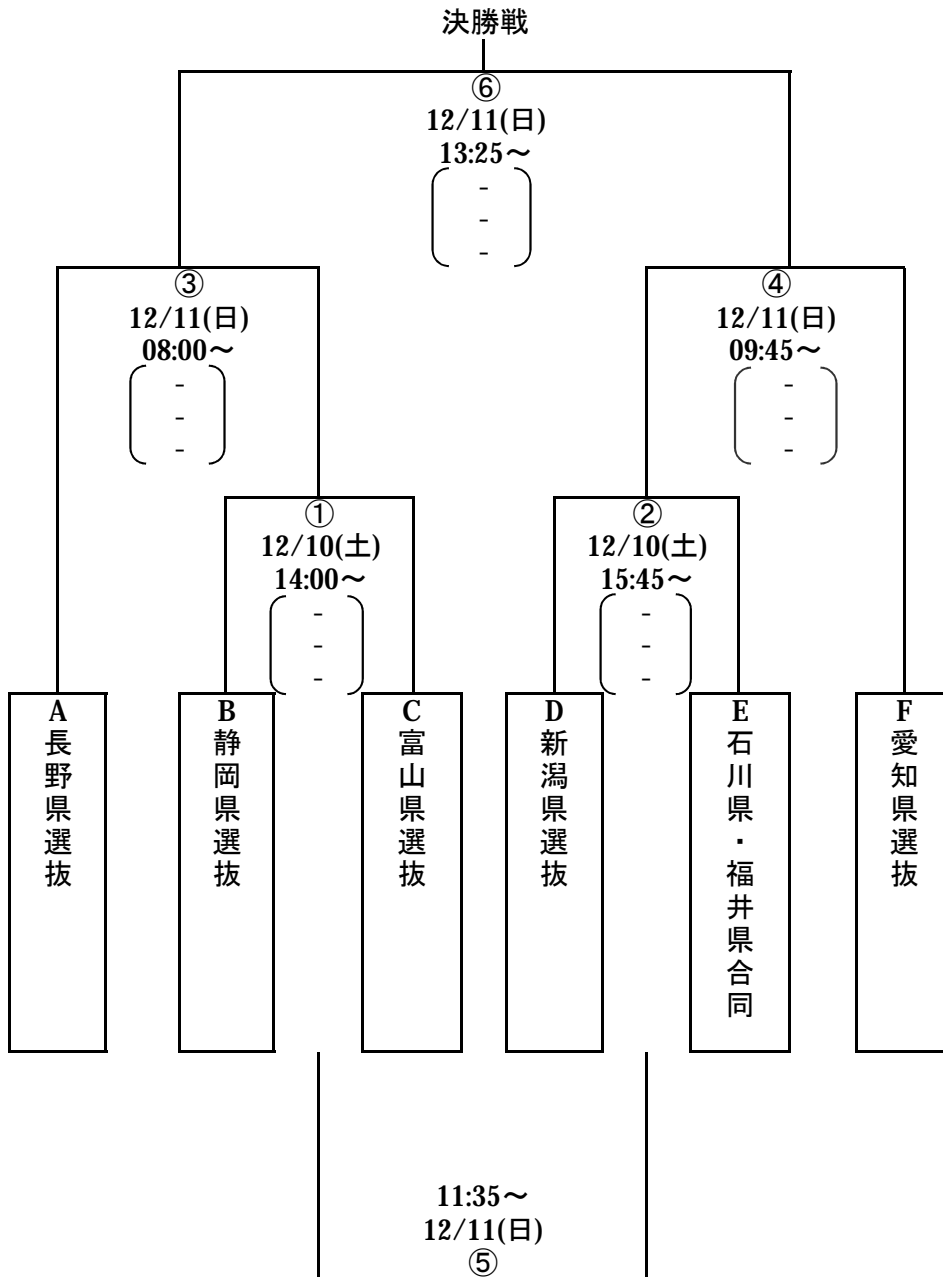 決勝戦
⑥
12/11(日)
13:25～
-
-
-
③
12/11(日)
08:00～
-
-
-
④
12/11(日)
09:45～
-
-
-
①
12/10(土)
14:00～
-
-
-
②
12/10(土)
15:45～
-
-
-
A
長野県選抜
B
静岡県選抜
C
富山県選抜
D
新潟県選抜
E
石川県・福井県合同
F
愛知県選抜
11:35～
12/11(日)
⑤